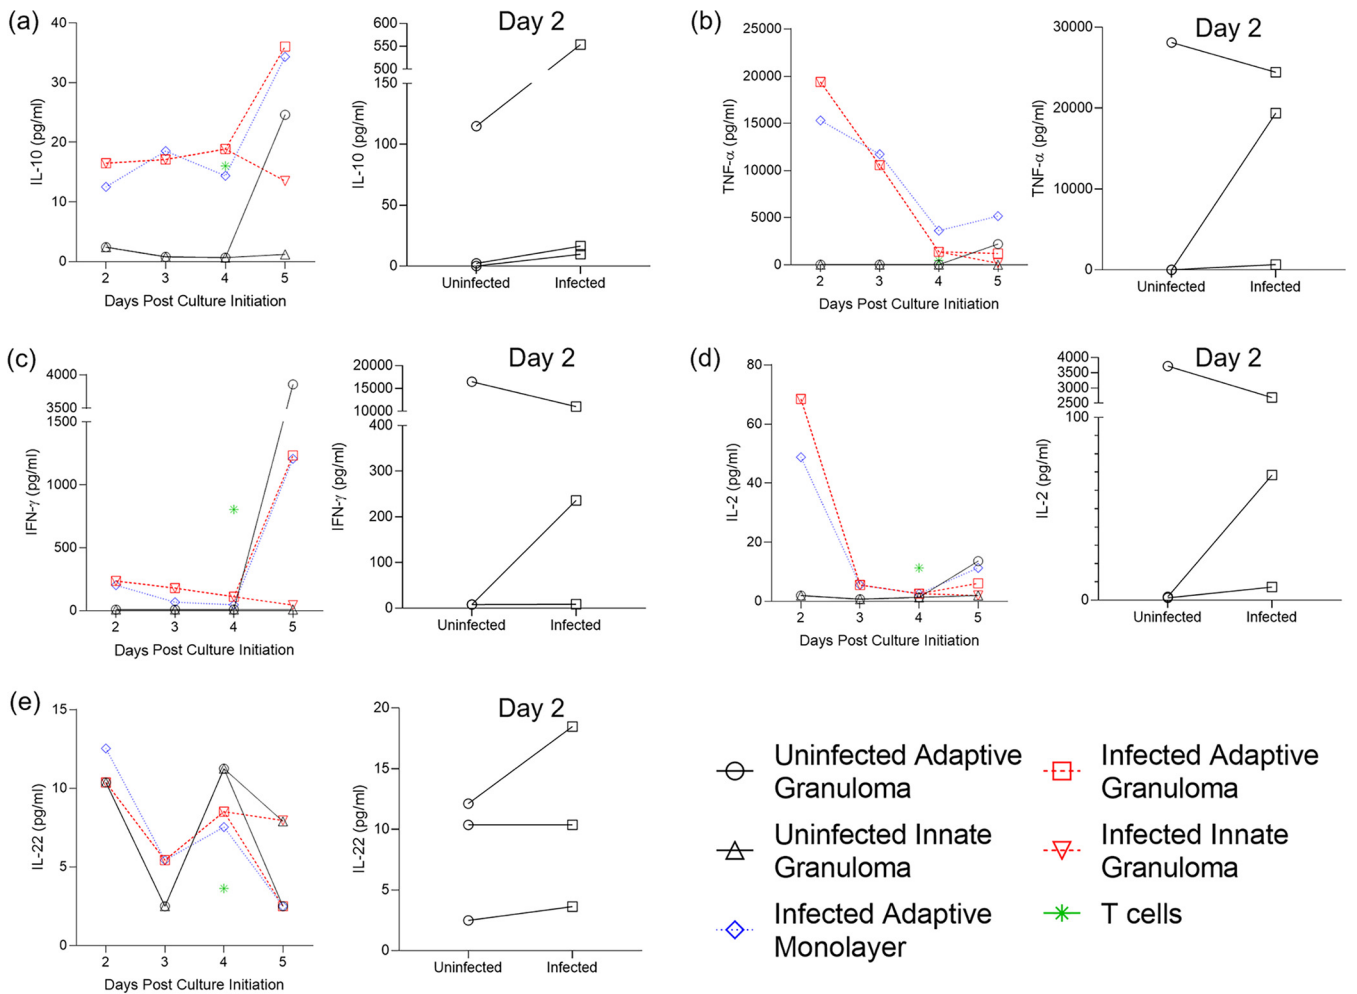 (a)
40
30
20
10
0
IL-10 (pg/ml)
2
3
4
5
Days Post Culture Initiation
Day 2
600
550
500
150
100
50
0
IL-10 (pg/ml)
Uninfected
Infected
(b)
25000
20000
15000
10000
5000
0
TNF-α (pg/ml)
2
3
4
5
Days Post Culture Initiation
Day 2
30000
20000
10000
0
TNF-α (pg/ml)
Uninfected
Infected
(c)
4000
3500
1500
1000
500
0
IFN-γ (pg/ml)
2
3
4
5
Days Post Culture Initiation
Day 2
20000
15000
10000
400
300
200
100
0
IFN-γ (pg/ml)
Uninfected
Infected
(d)
80
60
40
20
0
IL-2 (pg/ml)
2
3
4
5
Days Post Culture Initiation
Day 2
4000
3500
3000
2500
100
0
IL-2 (pg/ml)
Uninfected
Infected
(e)
15
10
5
0
IL-22 (pg/ml)
2
3
4
5
Days Post Culture Initiation
Day 2
20
15
10
5
0
IL-22 (pg/ml)
Uninfected
Infected
Uninfected Adaptive
Granuloma
Uninfected Innate
Granuloma
Infected Adaptive
Monolayer
Infected Adaptive
Granuloma
Infected Innate
Granuloma
T cells